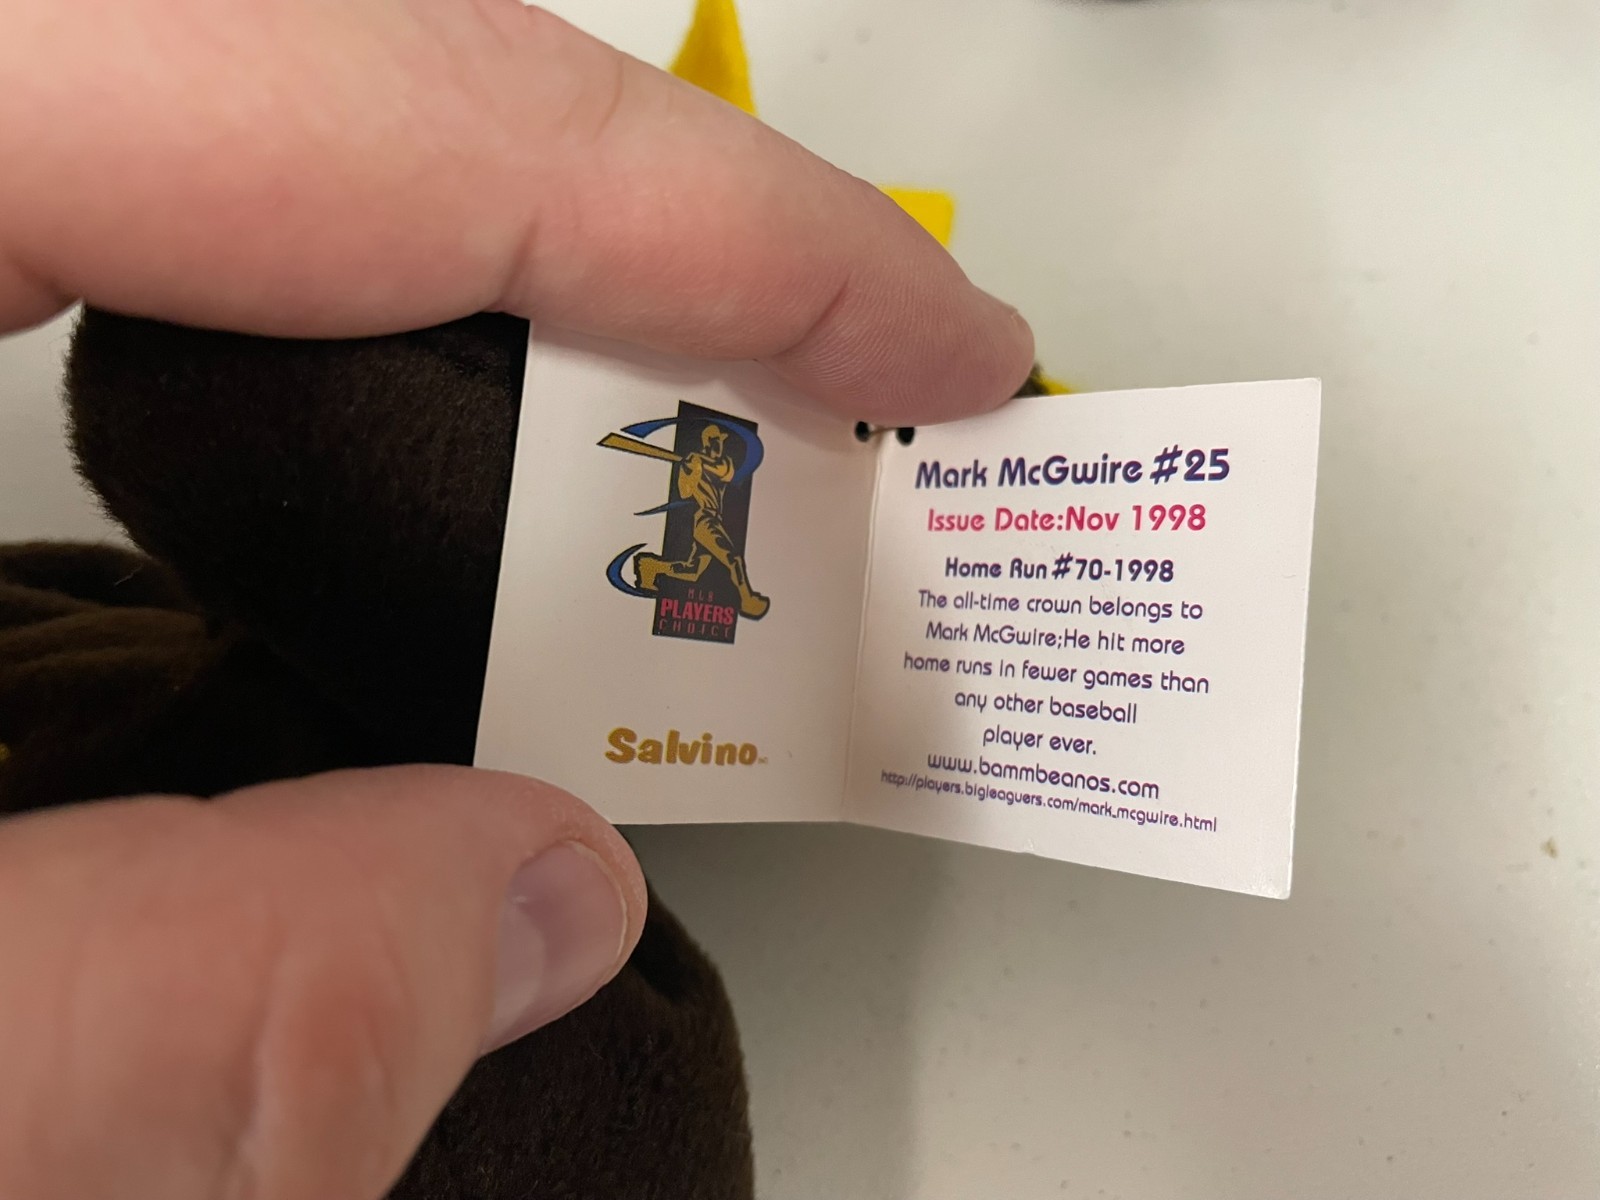 MLB
PLAYERS
CHOICE
Salvino
Mark McGwire #25
Issue Date:Nov 1998
Home Run #70-1998
The all-time crown belongs to
Mark McGwire;He hit more
home runs in fewer games than
any other baseball
player ever.
www.bammbeanos.com
http://players.bigleaguers.com/mark_mcgwire.html